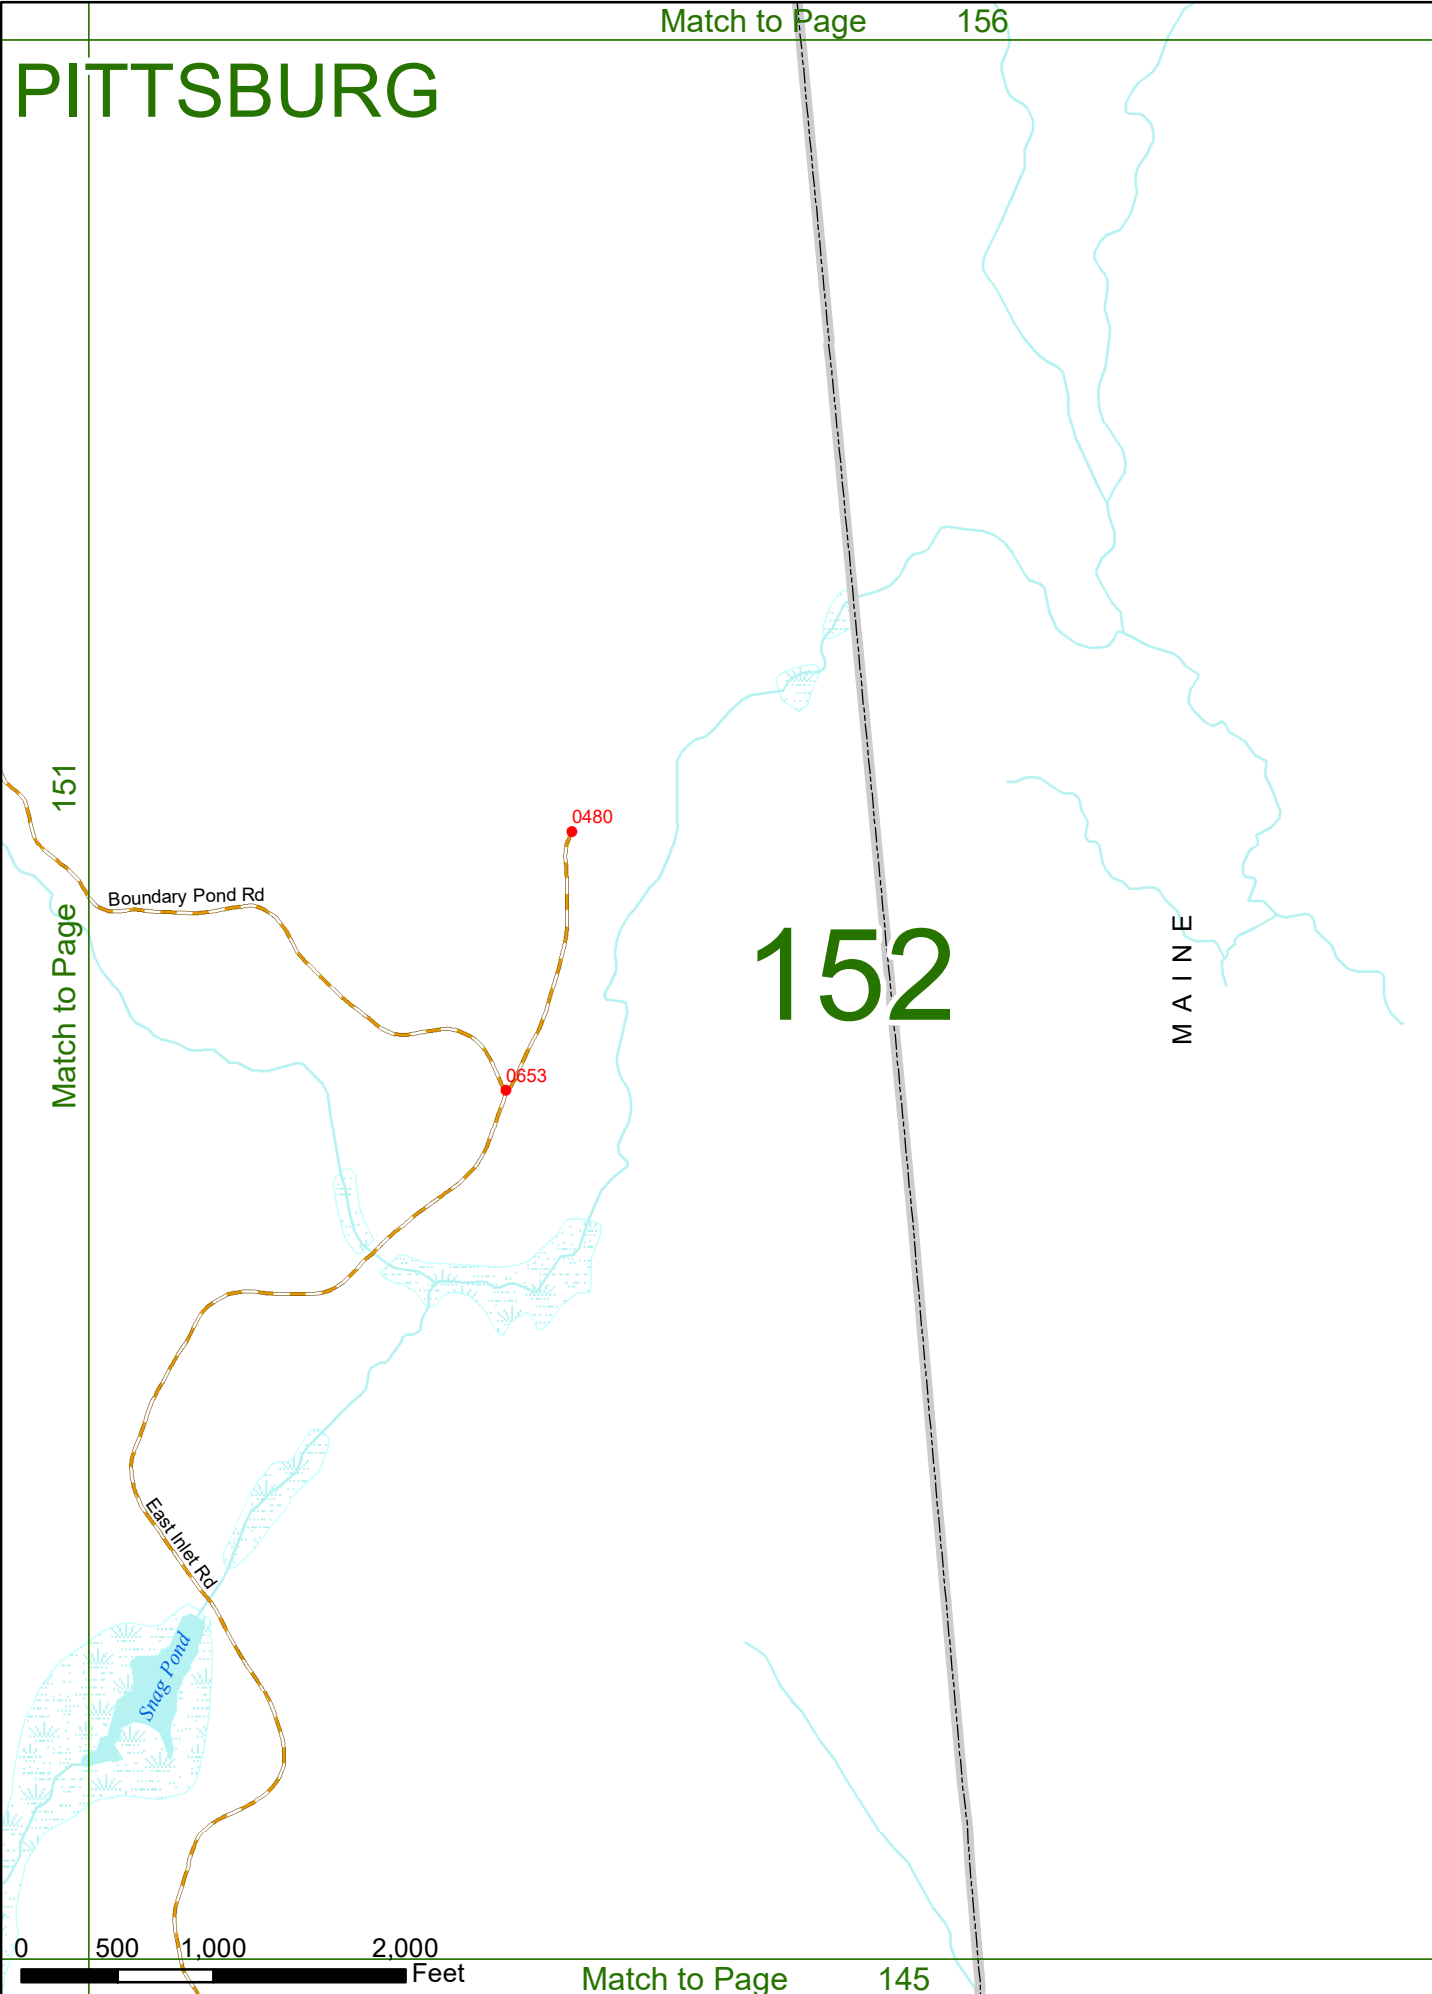 Match to Page 156
PITTSBURG
Match to Page 151
0480
Boundary Pond Rd
152
MAINE
0653
East Inlet Rd
Snag Pond
0 500 1,000 2,000
Feet
Match to Page 145